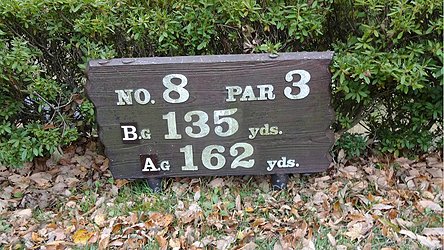 NO. 8 PAR 3
B.G 135 yds.
A.G 162 yds.